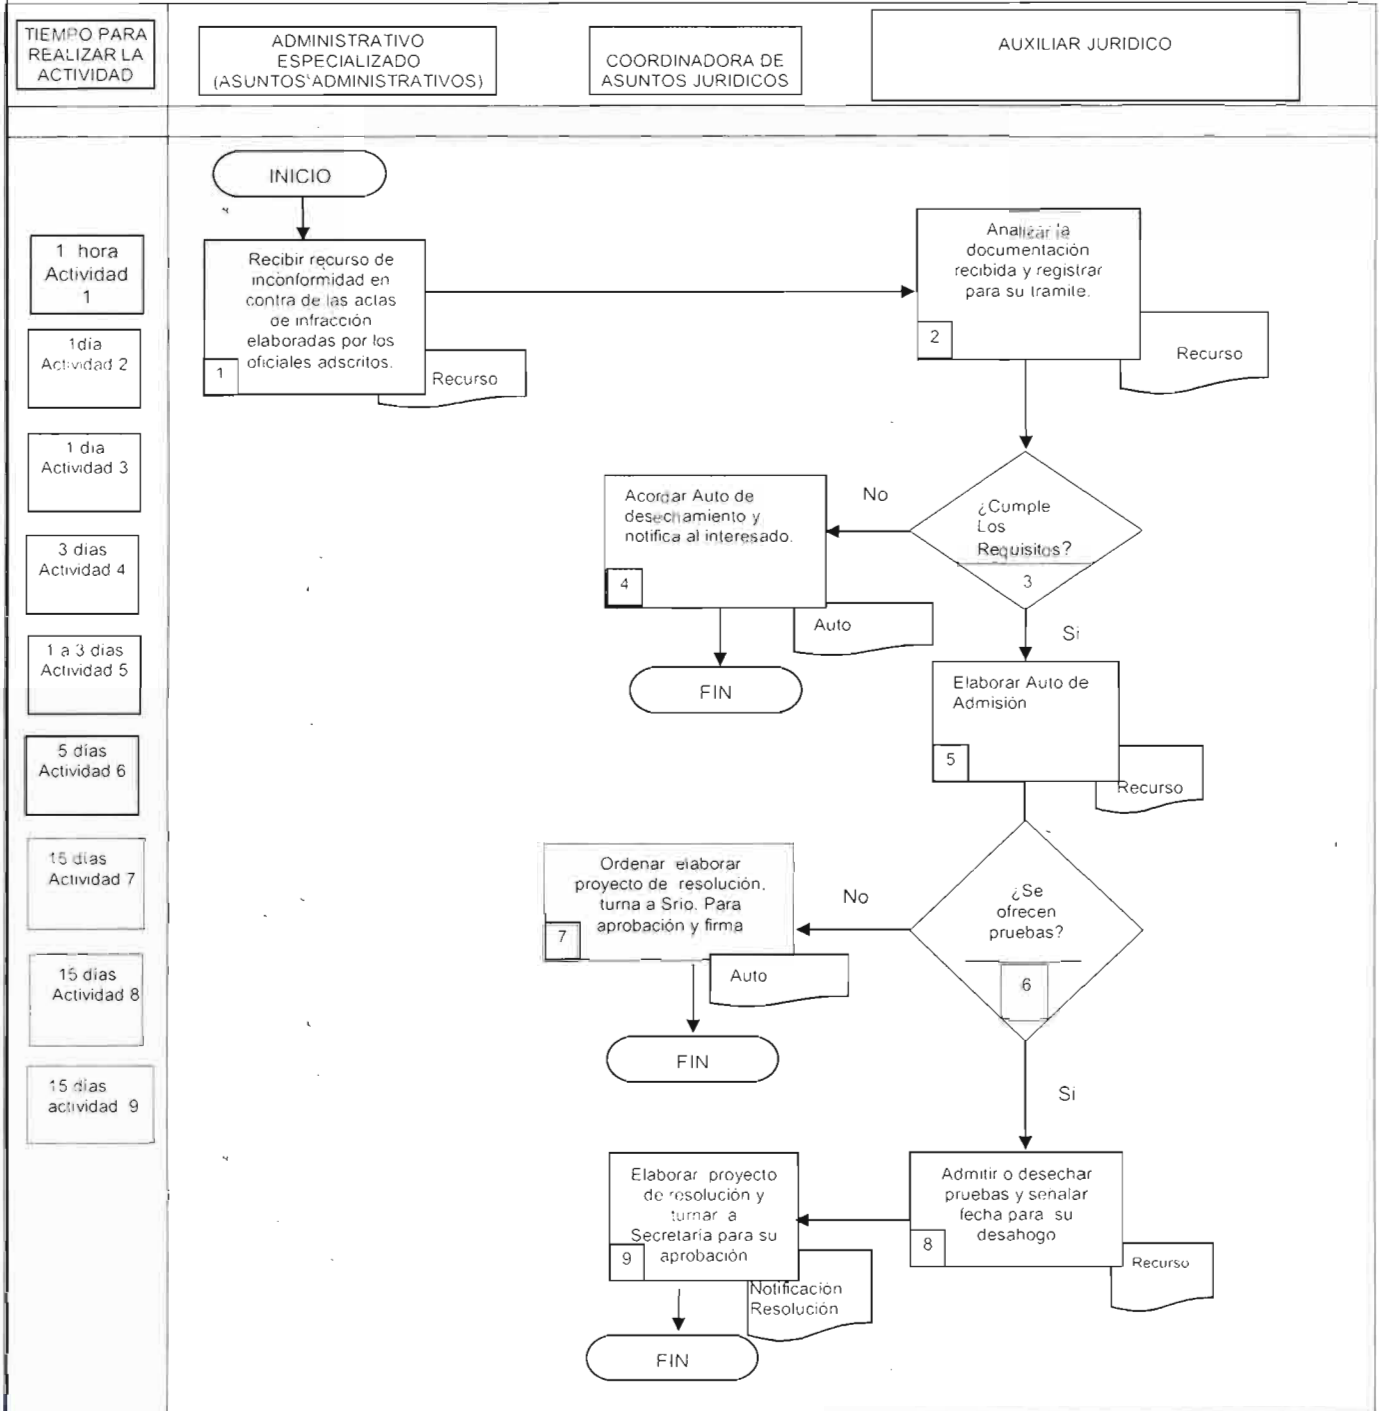 TIEMPO PARA
REALIZAR LA
ACTIVIDAD
ADMINISTRATIVO
ESPECIALIZADO
(ASUNTOS ADMINISTRATIVOS)
COORDINADORA DE
ASUNTOS JURIDICOS
AUXILIAR JURIDICO
INICIO
1 hora
Actividad
1
1dia
Actividad 2
1 dia
Actividad 3
3 dias
Actividad 4
1 a 3 dias
Actividad 5
5 días
Actividad 6
15 días
Actividad 7
15 dias
Actividad 8
15 dias
actividad 9
Recibir recurso de
inconformidad en
contra de las actas
de infracción
elaboradas por los
oficiales adscritos.
1
Recurso
Analizar la
documentación
recibida y registrar
para su tramite.
2
Recurso
¿Cumple
Los
Requisitos?
3
No
Si
Acordar Auto de
desechamiento y
notifica al interesado.
4
Auto
FIN
Elaborar Auto de
Admisión
5
Recurso
¿Se
ofrecen
pruebas?
6
No
Si
Ordenar elaborar
proyecto de resolución,
turna a Srio. Para
aprobación y firma
7
Auto
FIN
Admitir o desechar
pruebas y señalar
fecha para su
desahogo
8
Recurso
Elaborar proyecto
de resolución y
turnar a
Secretaría para su
aprobación
9
Notificación
Resolución
FIN